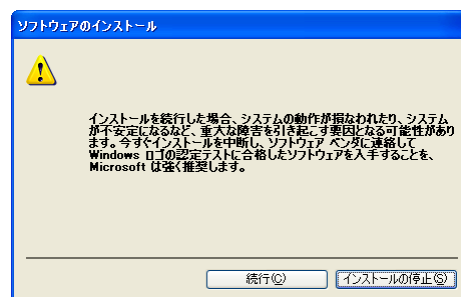 ソフトウェアのインストール
インストールを続行した場合、システムの動作が損なわれたり、システム
が不安定になるなど、重大な障害を引き起こす要因となる可能性があり
ます。今すぐインストールを中断し、ソフトウェア ベンダに連絡して
Windows ロゴの認定テストに合格したソフトウェアを入手することを、
Microsoft は強く推奨します。
続行(C)
インストールの停止(S)